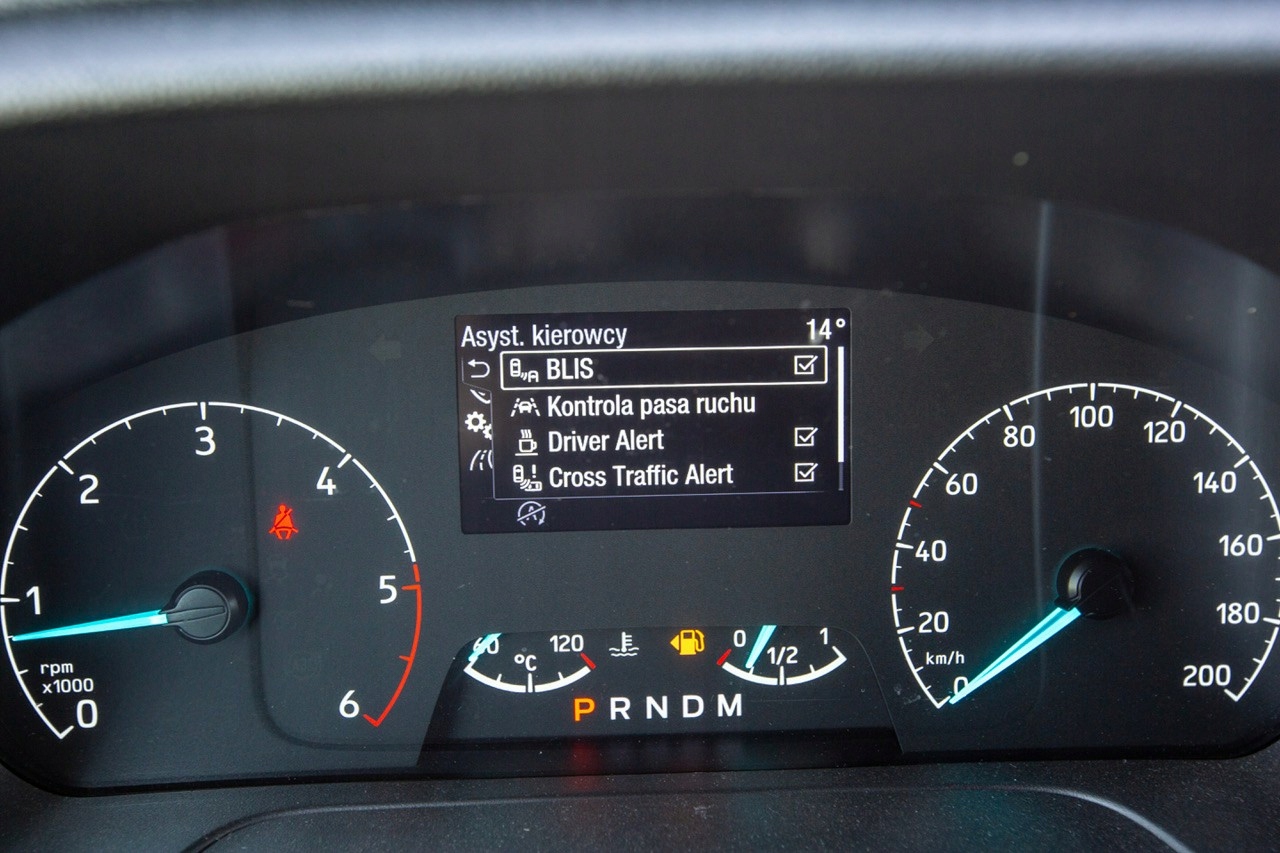 Asyst. kierowcy 14°
BLIS
Kontrola pasa ruchu
Driver Alert
Cross Traffic Alert
0
1
2
3
4
5
6
rpm
x1000
60 120
°C
0 1/2 1
P R N D M
0
20
40
60
80
100
120
140
160
180
200
km/h